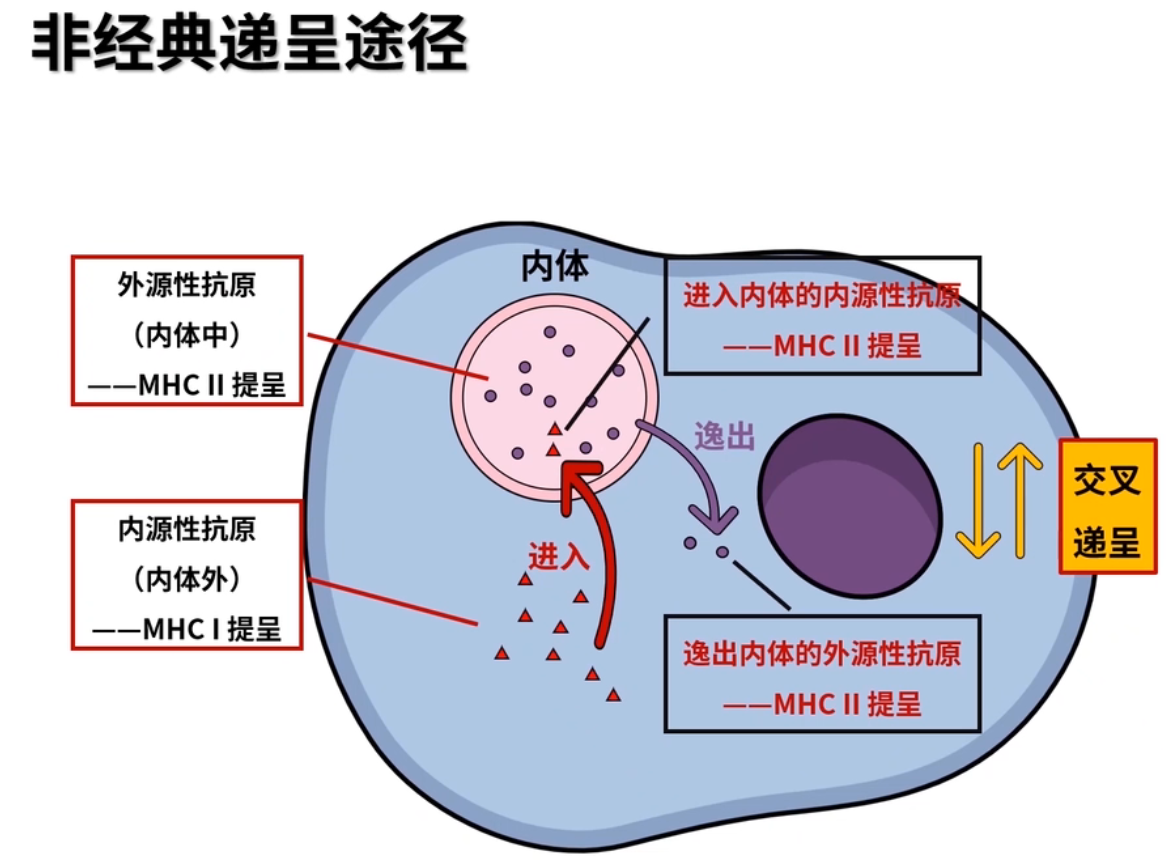 非经典递呈途径
内体
外源性抗原
（内体中）
——MHC II 提呈
进入内体的内源性抗原
——MHC II 提呈
逸出
交叉
递呈
内源性抗原
（内体外）
——MHC I 提呈
进入
逸出内体的外源性抗原
——MHC II 提呈